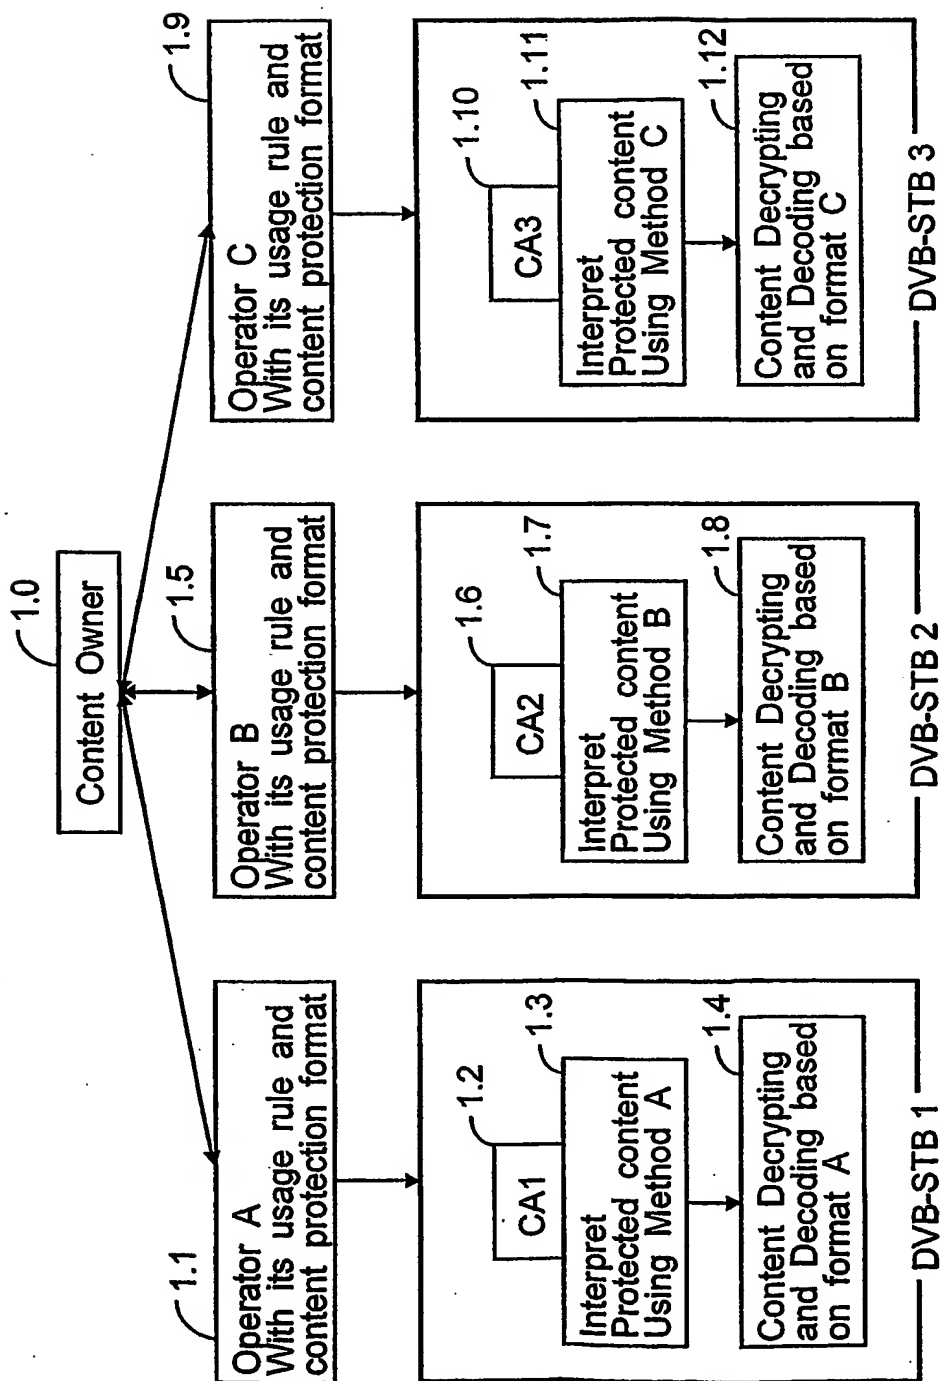 1.0
Content Owner
1.1
Operator A
With its usage rule and
content protection format
1.2
CA1
1.3
Interpret
Protected content
Using Method A
1.4
Content Decrypting
and Decoding based
on format A
DVB-STB 1
1.5
Operator B
With its usage rule and
content protection format
1.6
CA2
1.7
Interpret
Protected content
Using Method B
1.8
Content Decrypting
and Decoding based
on format B
DVB-STB 2
1.9
Operator C
With its usage rule and
content protection format
1.10
CA3
1.11
Interpret
Protected content
Using Method C
1.12
Content Decrypting
and Decoding based
on format C
DVB-STB 3